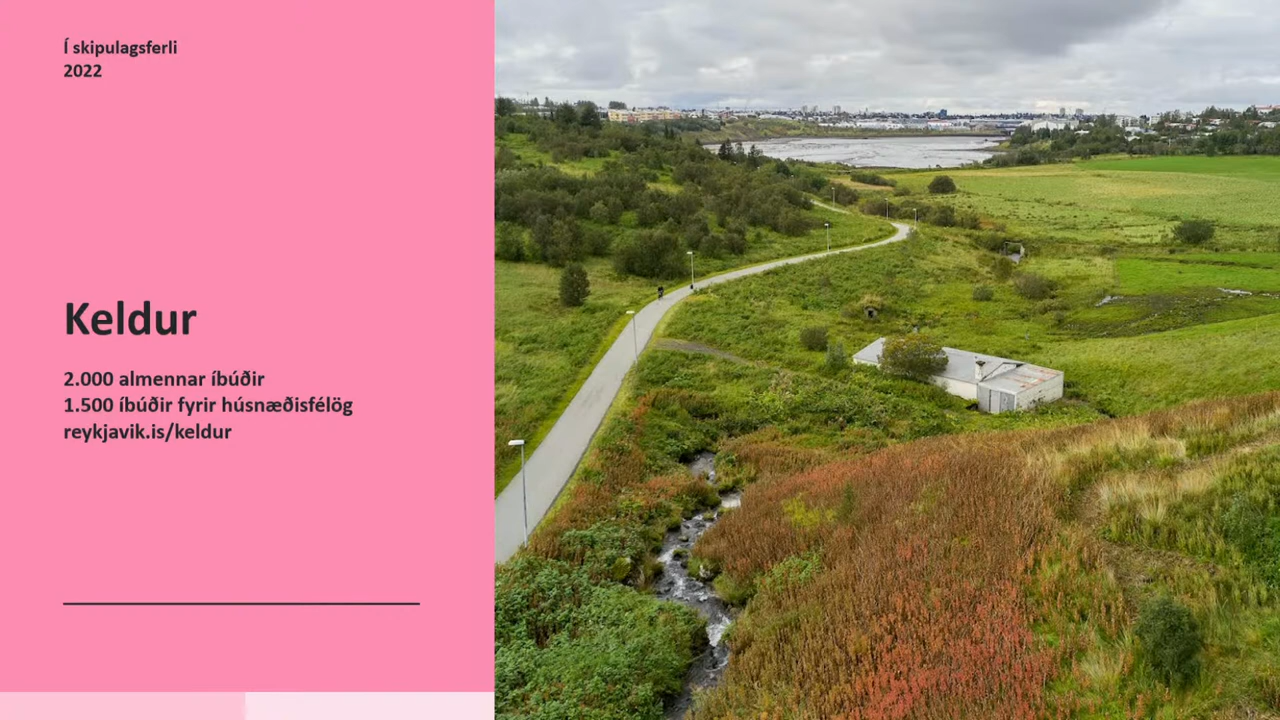 Í skipulagsferli
2022
Keldur
2.000 almennar íbúðir
1.500 íbúðir fyrir húsnæðisfélög
reykjavik.is/keldur